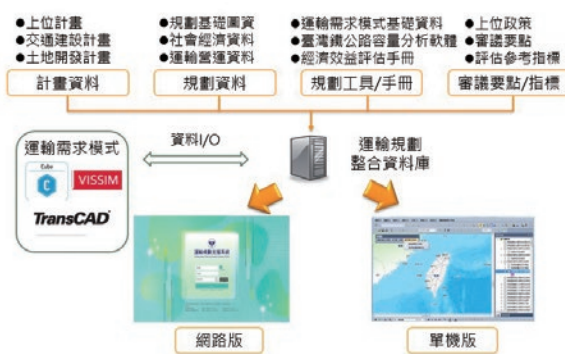 ●上位計畫
●交通建設計畫
●土地開發計畫
計畫資料
●規劃基礎圖資
●社會經濟資料
●運輸營運資料
規劃資料
●運輸需求模式基礎資料
●臺灣鐵公路容量分析軟體
●經濟效益評估手冊
規劃工具/手冊
●上位政策
●審議要點
●評估參考指標
審議要點/指標
運輸需求模式
Cube
C
VISSIM
TransCAD
資料I/O
運輸規劃
整合資料庫
網路版
單機版